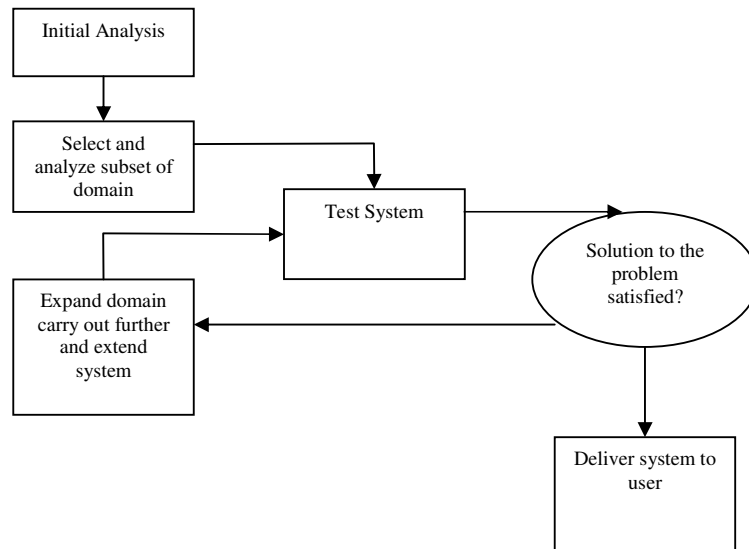 Initial Analysis
Select and
analyze subset of
domain
Test System
Solution to the
problem
satisfied?
Expand domain
carry out further
and extend
system
Deliver system to
user